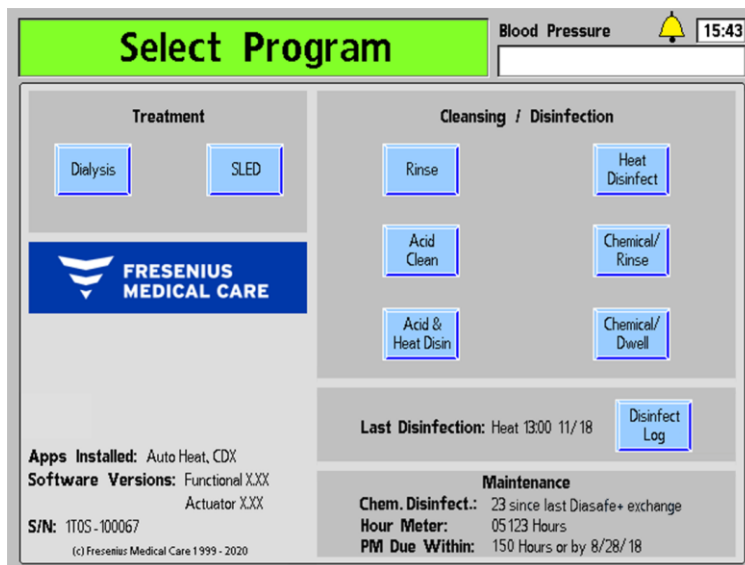 Select Program
Blood Pressure
15:43
Treatment
Dialysis
SLED
Cleansing / Disinfection
Rinse
Heat
Disinfect
Acid
Clean
Chemical/
Rinse
Acid &
Heat Disin
Chemical/
Dwell
FRESENIUS
MEDICAL CARE
Last Disinfection: Heat 13:00 11/18
Disinfect
Log
Apps Installed: Auto Heat, CDX
Software Versions: Functional X.XX
Actuator X.XX
S/N: 1T0S-100067
(c) Fresenius Medical Care 1999 - 2020
Maintenance
Chem. Disinfect.: 23 since last Diasafe+ exchange
Hour Meter: 05123 Hours
PM Due Within: 150 Hours or by 8/28/18